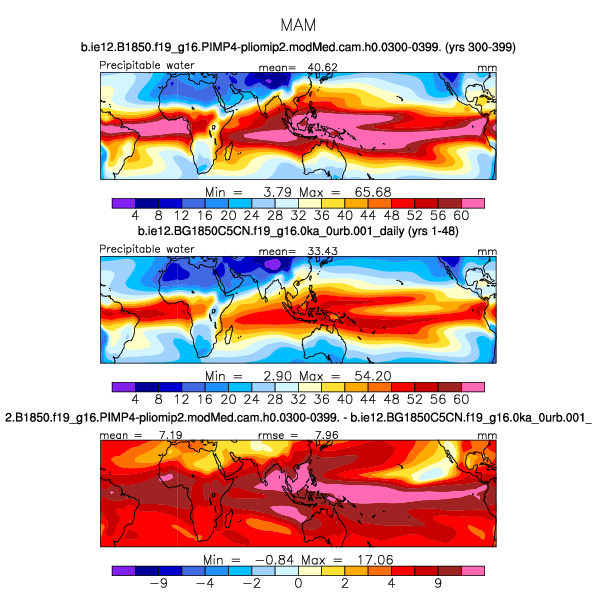 MAM
b.ie12.B1850.f19_g16.PIMP4-pliomip2.modMed.cam.h0.0300-0399. (yrs 300-399)
Precipitable water mean= 40.62 mm
Min = 3.79 Max = 65.68
4 8 12 16 20 24 28 32 36 40 44 48 52 56 60
b.ie12.BG1850C5CN.f19_g16.0ka_0urb.001_daily (yrs 1-48)
Precipitable water mean= 33.43 mm
Min = 2.90 Max = 54.20
4 8 12 16 20 24 28 32 36 40 44 48 52 56 60
2.B1850.f19_g16.PIMP4-pliomip2.modMed.cam.h0.0300-0399. - b.ie12.BG1850C5CN.f19_g16.0ka_0urb.001_
mean = 7.19 rmse = 7.96 mm
Min = -0.84 Max = 17.06
-9 -4 -2 0 2 4 9